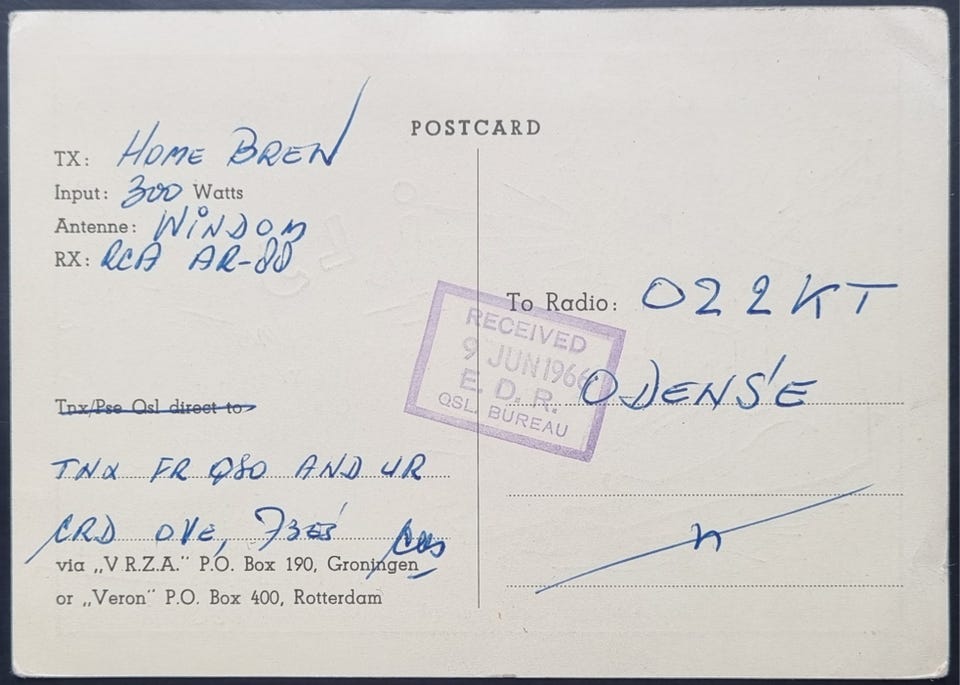 POSTCARD
TX: HOME BREW
Input: 300 Watts
Antenne: WINDOM
RX: RCA AR-88
To Radio: OZ2KT
RECEIVED
9 JUN 1966
E. D. R.
QSL. BUREAU
ODENSE
Tnx/Pse Qsl direct to
TNX FR QSO AND UR
CRD OVE, 73ES
via „V R.Z.A.” P.O. Box 190, Groningen
or „Veron” P.O. Box 400, Rotterdam